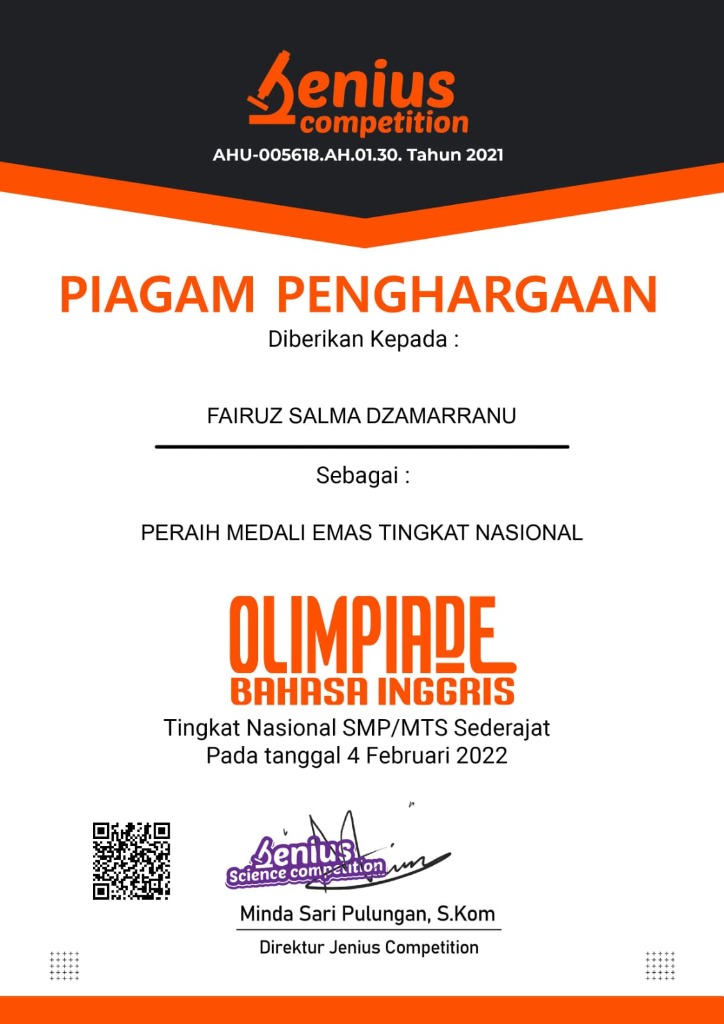 Jenius
competition
AHU-005618.AH.01.30. Tahun 2021
PIAGAM PENGHARGAAN
Diberikan Kepada :
FAIRUZ SALMA DZAMARRANU
Sebagai :
PERAIH MEDALI EMAS TINGKAT NASIONAL
OLIMPIADE
BAHASA INGGRIS
Tingkat Nasional SMP/MTS Sederajat
Pada tanggal 4 Februari 2022
Jenius
Science competition
Minda Sari Pulungan, S.Kom
Direktur Jenius Competition